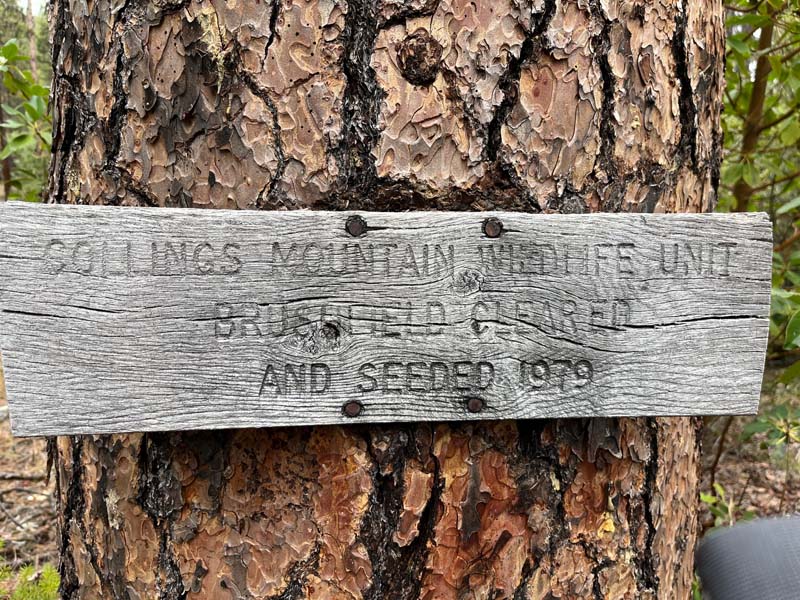 COLLINGS MOUNTAIN WILDLIFE UNIT
BRUSHFIELD CLEARED
AND SEEDED 1979